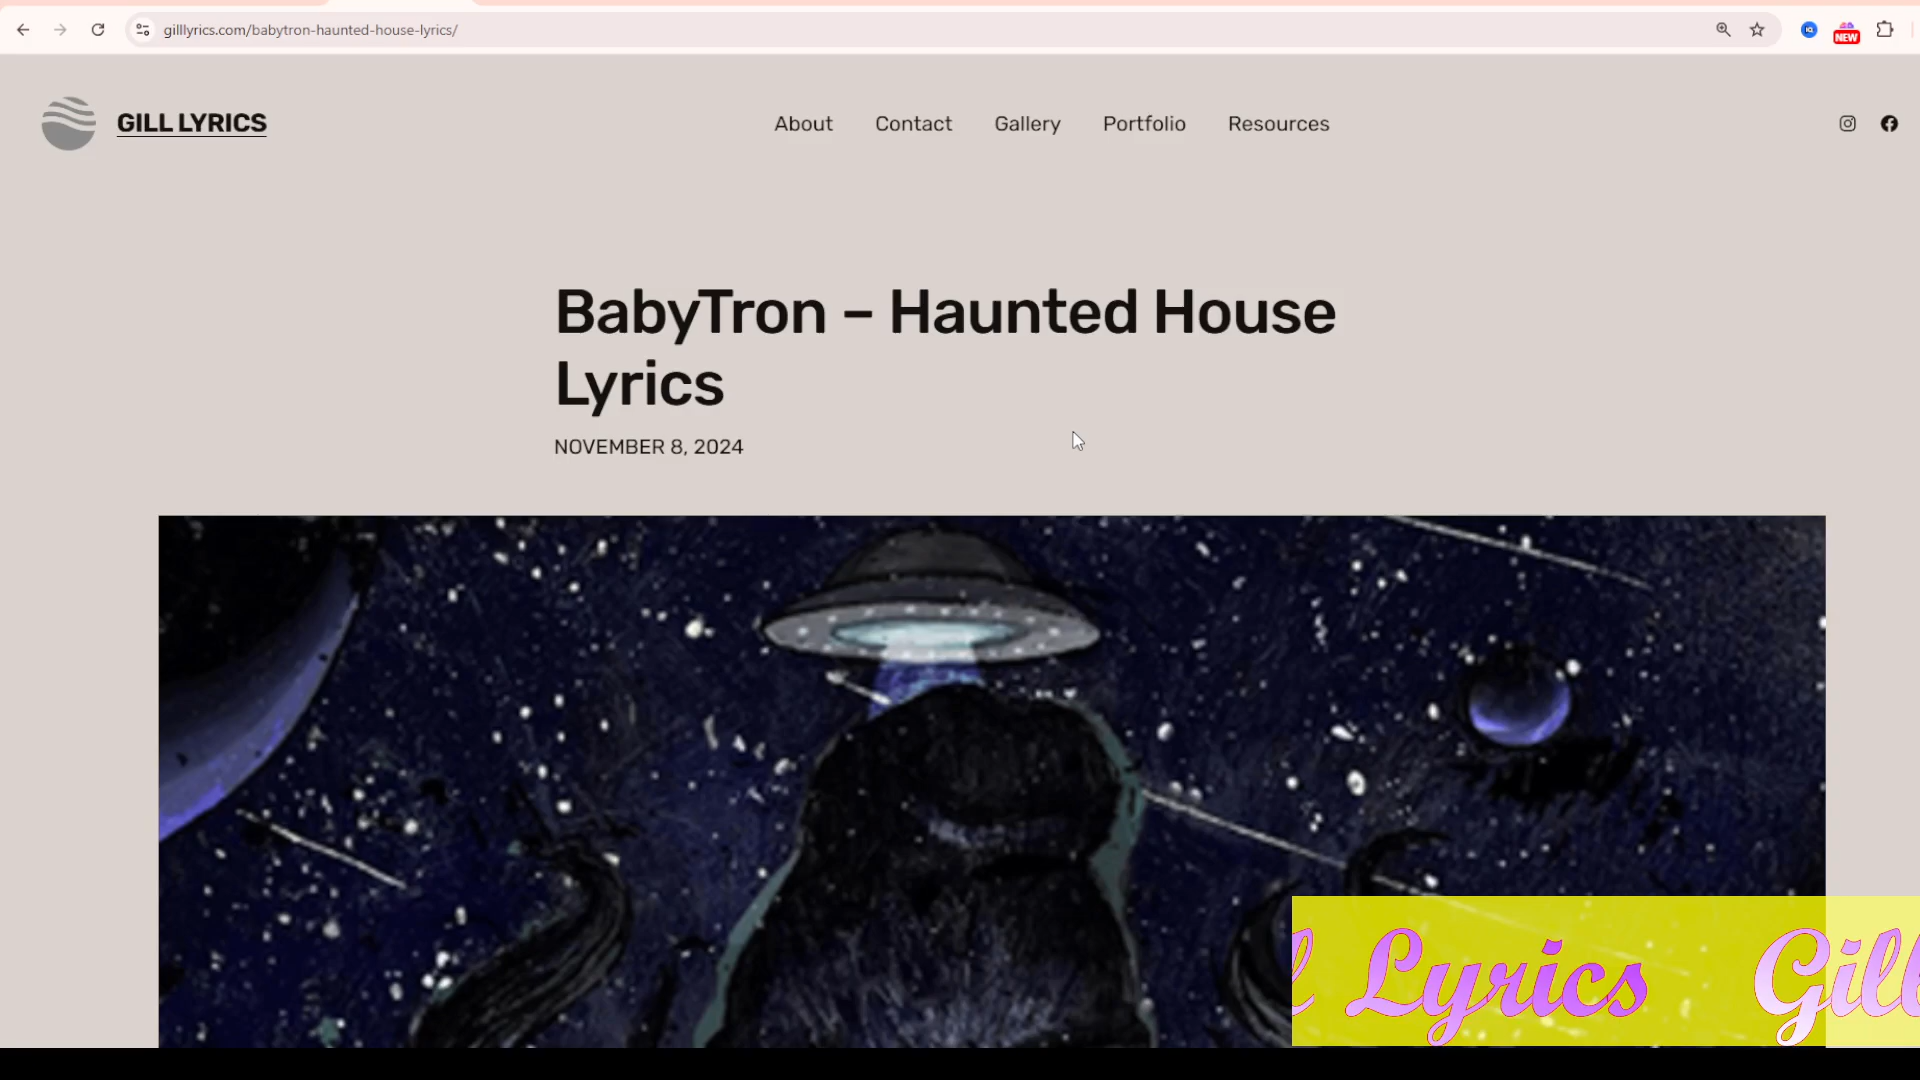 gilllyrics.com/babytron-haunted-house-lyrics/
NEW
GILL LYRICS
About Contact Gallery Portfolio Resources
BabyTron – Haunted House
Lyrics
NOVEMBER 8, 2024
Lyrics Gill